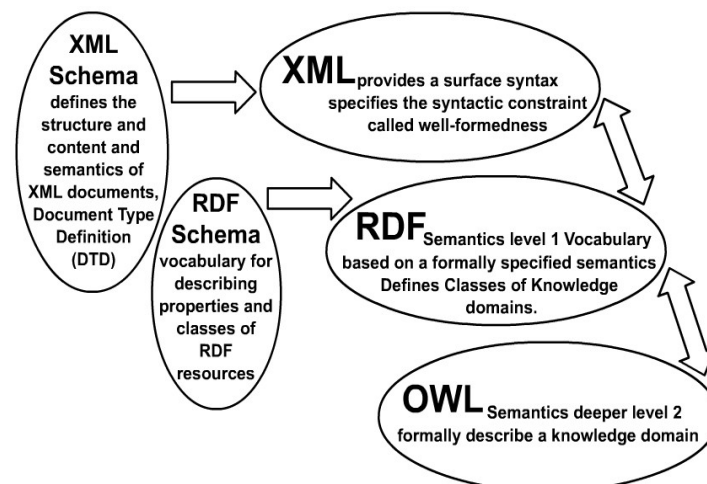 XML
Schema
defines the
structure and
content and
semantics of
XML documents,
Document Type
Definition
(DTD)
XML provides a surface syntax
specifies the syntactic constraint
called well-formedness
RDF
Schema
vocabulary for
describing
properties and
classes of
RDF
resources
RDF Semantics level 1 Vocabulary
based on a formally specified semantics
Defines Classes of Knowledge
domains.
OWL Semantics deeper level 2
formally describe a knowledge domain